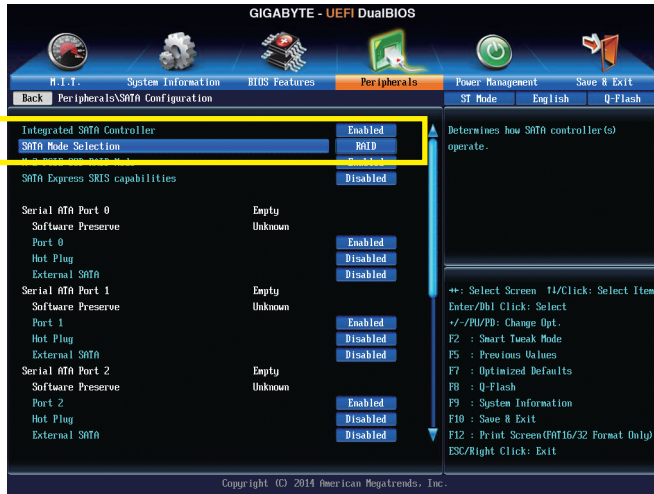 GIGABYTE - UEFI DualBIOS
M.I.T. System Information BIOS Features Peripherals Power Management Save & Exit
Back Peripherals\SATA Configuration ST Mode English Q-Flash
Integrated SATA Controller Enabled
SATA Mode Selection RAID
SATA Express SRIS capabilities Disabled
Serial ATA Port 0 Empty
Software Preserve Unknown
Port 0 Enabled
Hot Plug Disabled
External SATA Disabled
Serial ATA Port 1 Empty
Software Preserve Unknown
Port 1 Enabled
Hot Plug Disabled
External SATA Disabled
Serial ATA Port 2 Empty
Software Preserve Unknown
Port 2 Enabled
Hot Plug Disabled
External SATA Disabled
Determines how SATA controller(s)
operate.
↔: Select Screen ↑↓/Click: Select Item
Enter/Dbl Click: Select
+/-/PU/PD: Change Opt.
F2 : Smart Tweak Mode
F5 : Previous Values
F7 : Optimized Defaults
F8 : Q-Flash
F9 : System Information
F10 : Save & Exit
F12 : Print Screen(FAT16/32 Format Only)
ESC/Right Click: Exit
Copyright (C) 2014 American Megatrends, Inc.